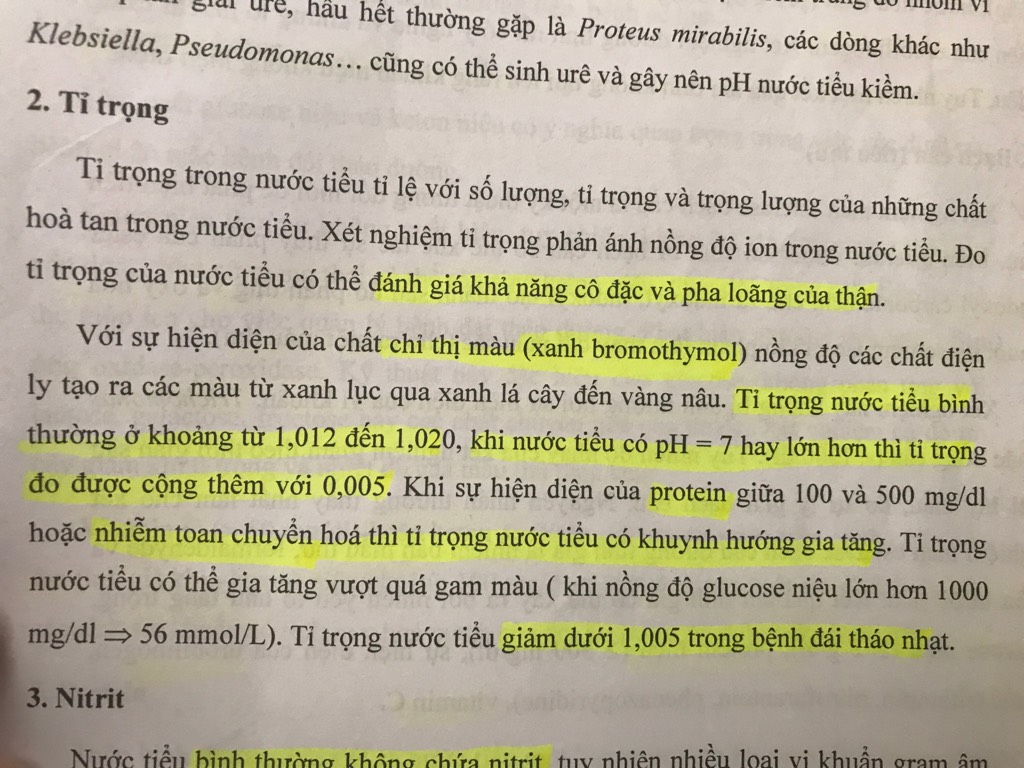 giải urê, hầu hết thường gặp là Proteus mirabilis, các dòng khác như
Klebsiella, Pseudomonas… cũng có thể sinh urê và gây nên pH nước tiểu kiềm.
2. Tỉ trọng
Tỉ trọng trong nước tiểu tỉ lệ với số lượng, tỉ trọng và trọng lượng của những chất
hoà tan trong nước tiểu. Xét nghiệm tỉ trọng phản ánh nồng độ ion trong nước tiểu. Đo
tỉ trọng của nước tiểu có thể đánh giá khả năng cô đặc và pha loãng của thận.
Với sự hiện diện của chất chỉ thị màu (xanh bromothymol) nồng độ các chất điện
ly tạo ra các màu từ xanh lục qua xanh lá cây đến vàng nâu. Tỉ trọng nước tiểu bình
thường ở khoảng từ 1,012 đến 1,020, khi nước tiểu có pH = 7 hay lớn hơn thì tỉ trọng
đo được cộng thêm với 0,005. Khi sự hiện diện của protein giữa 100 và 500 mg/dl
hoặc nhiễm toan chuyển hoá thì tỉ trọng nước tiểu có khuynh hướng gia tăng. Tỉ trọng
nước tiểu có thể gia tăng vượt quá gam màu ( khi nồng độ glucose niệu lớn hơn 1000
mg/dl ⇒ 56 mmol/L). Tỉ trọng nước tiểu giảm dưới 1,005 trong bệnh đái tháo nhạt.
3. Nitrit
Nước tiểu bình thường không chứa nitrit tuy nhiên nhiều loại vi khuẩn gram âm